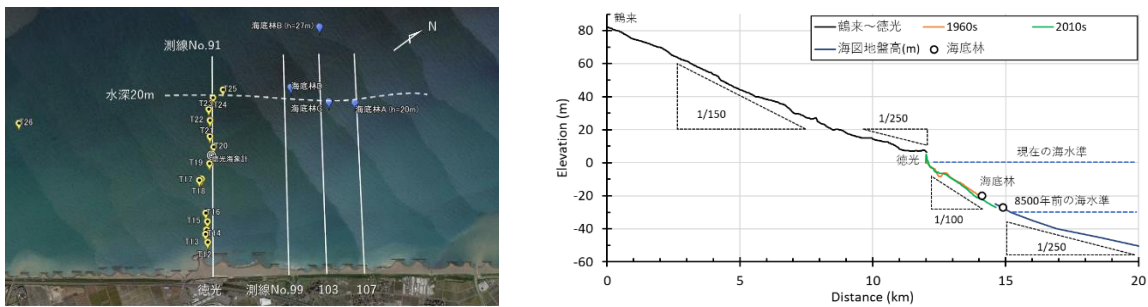 海底林B (h=27m)
N
測線No.91
水深20m
T25
海底林D
T23
T24
海底林C
海底林A(h=20m)
T22
T26
T21
T20
徳光海象計
T19
T17
T18
T16
T15
T14
T13
T12
徳光
測線No.99
103
107
鶴来
鶴来～徳光
1960s
2010s
海図地盤高(m)
海底林
1/150
1/250
徳光
現在の海水準
海底林
8500年前の海水準
1/100
1/250
Elevation (m)
100
80
60
40
20
0
-20
-40
-60
0
5
10
15
20
Distance (km)